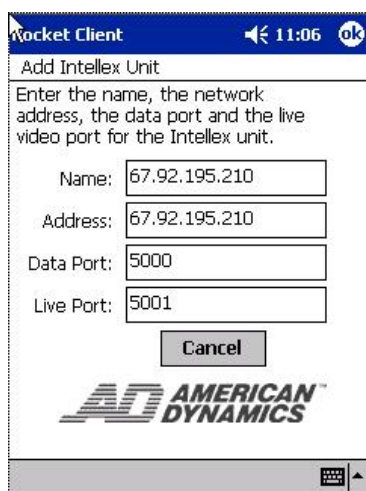 ocket Client 11:06 ok
Add Intellex Unit
Enter the name, the network
address, the data port and the live
video port for the Intellex unit.
Name: 67.92.195.210
Address: 67.92.195.210
Data Port: 5000
Live Port: 5001
Cancel
AD AMERICAN
DYNAMICS